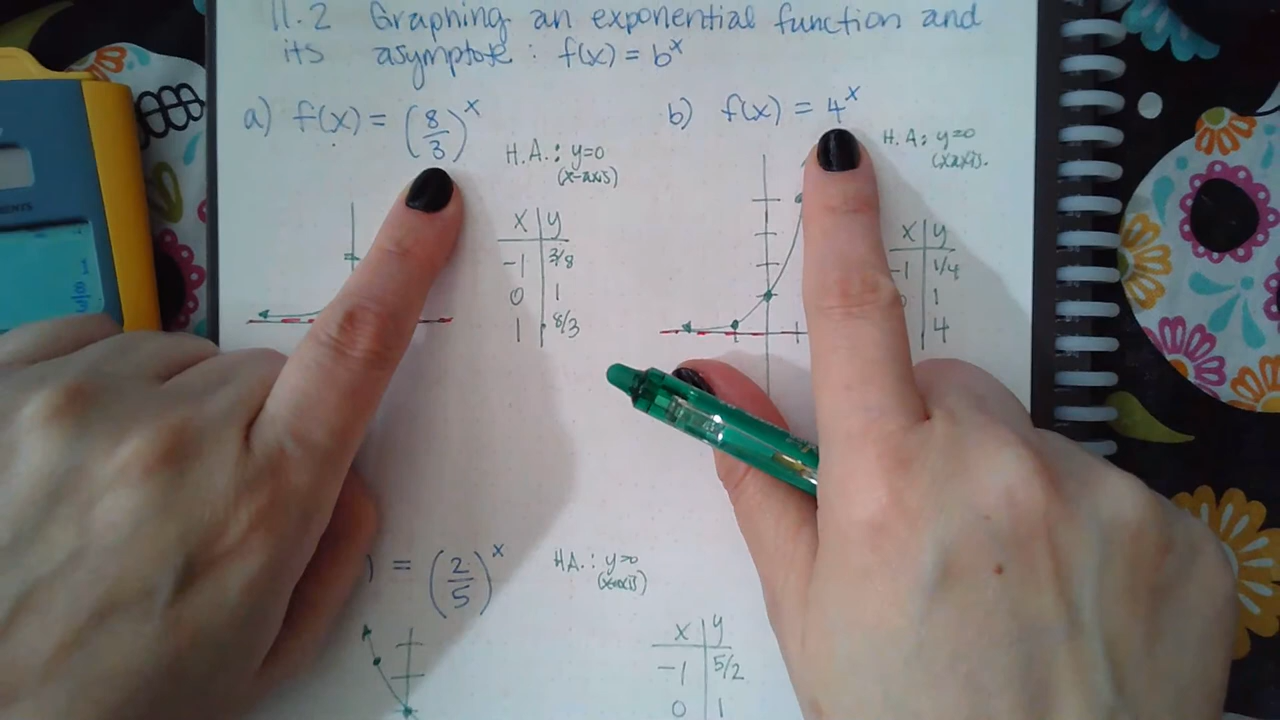 11.2 Graphing an exponential function and
its asymptote : f(x) = b^x
a) f(x) = (8/3)^x
H.A.: y=0
(x-axis)
x | y
-1 | 3/8
0 | 1
1 | 8/3
b) f(x) = 4^x
H.A: y=0
(x axis).
x | y
-1 | 1/4
0 | 1
4
) = (2/5)^x
HA.: y=0
(x-axis)
x | y
-1 | 5/2
0 | 1